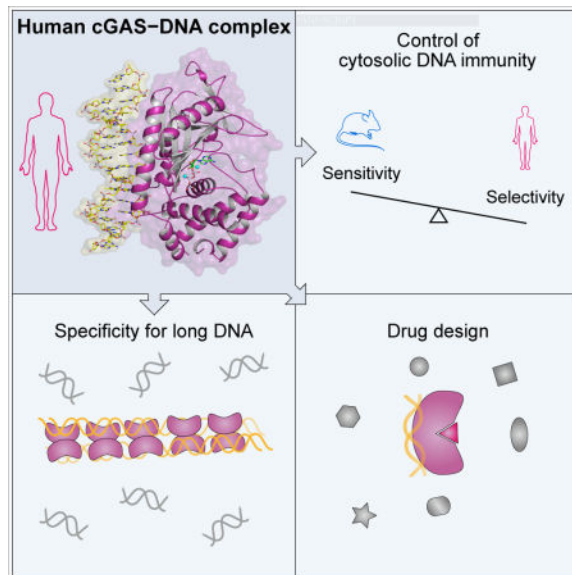 Human cGAS−DNA complex
Control of
cytosolic DNA immunity
Sensitivity
Selectivity
Specificity for long DNA
Drug design